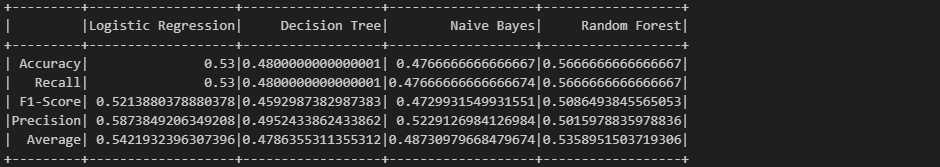 +---------+-------------------+------------------+-------------------+------------------+
|         |Logistic Regression|     Decision Tree|        Naive Bayes|     Random Forest|
+---------+-------------------+------------------+-------------------+------------------+
| Accuracy|               0.53|0.4800000000000001| 0.4766666666666667|0.5666666666666667|
|   Recall|               0.53|0.4800000000000001|0.47666666666666674|0.5666666666666667|
| F1-Score| 0.5213880378880378|0.4592987382987383| 0.4729931549931551|0.5086493845565053|
|Precision| 0.5873849206349208|0.4952433862433862| 0.5229126984126984|0.5015978835978836|
|  Average| 0.5421932396307396|0.4786355311355312|0.48730979668479674|0.5358951503719306|
+---------+-------------------+------------------+-------------------+------------------+